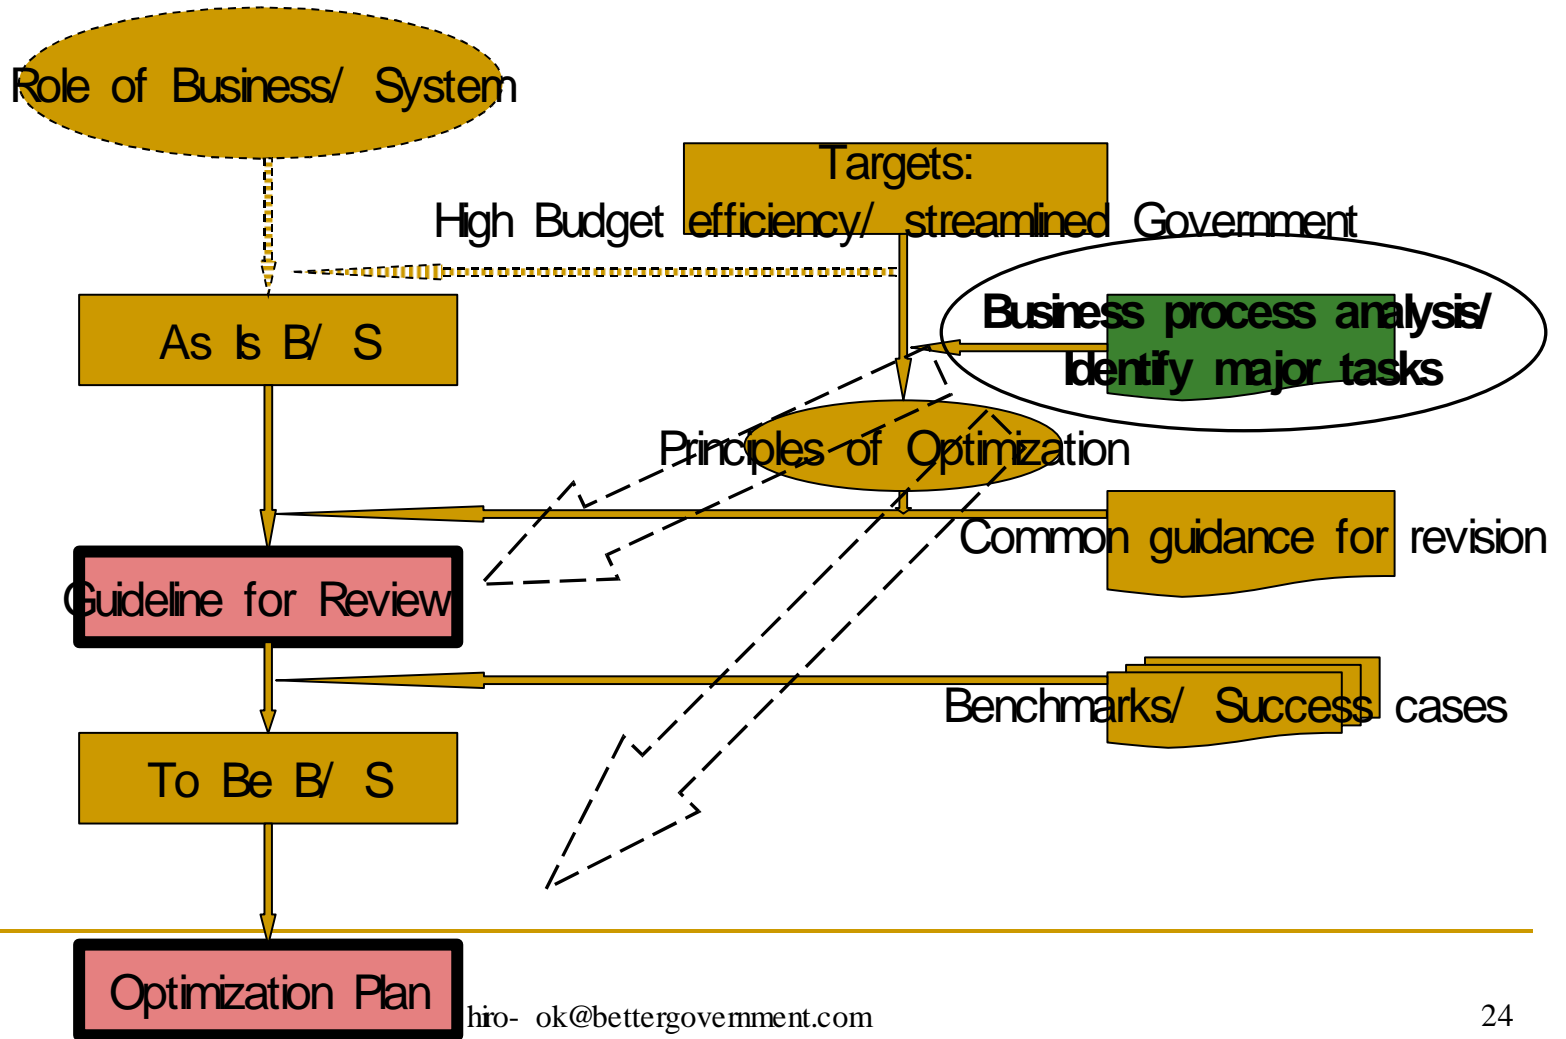 Role of Business/ System
Targets:
High Budget efficiency/ streamlined Government
Business process analysis/
Identify major tasks
As Is B/ S
Principles of Optimization
Common guidance for revision
Guideline for Review
Benchmarks/ Success cases
To Be B/ S
Optimization Plan
hiro- ok@bettergovernment.com
24